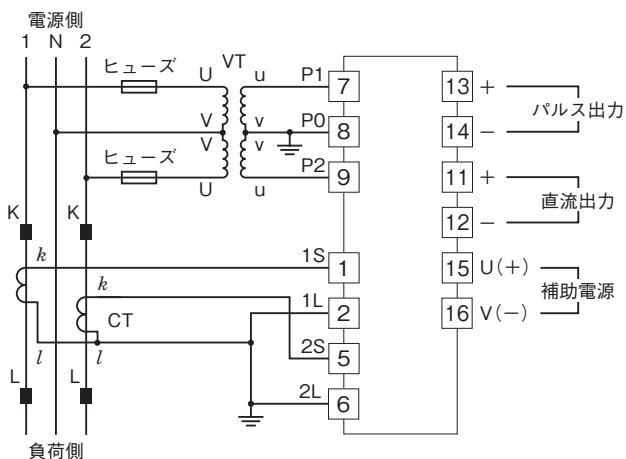 電源側
1 N 2
ヒューズ
U
VT
u
P1
7
13 +
パルス出力
V
v
P0
8
14 −
ヒューズ
V
v
U
u
P2
9
11 +
直流出力
12 −
K
K
k
1S
1
15 U(+)
補助電源
k
1L
2
16 V(−)
l
l
CT
2S
5
L
L
2L
6
負荷側